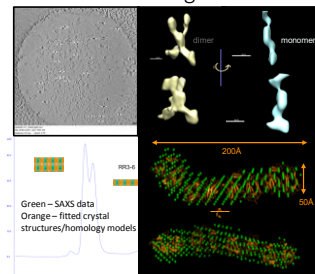 dimer
monomer
200Å
50Å
RR3-6
Green – SAXS data
Orange – fitted crystal
structures/homology models